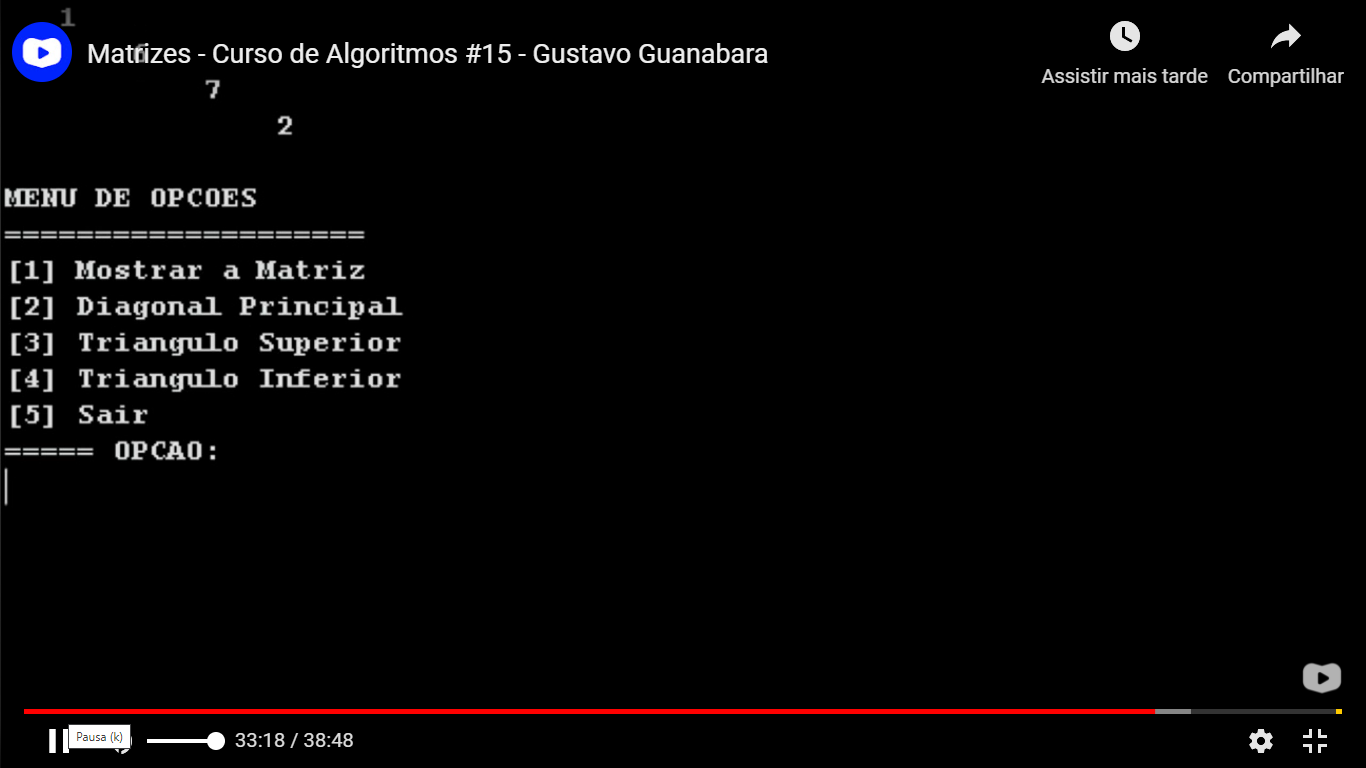 1
Matrizes - Curso de Algoritmos #15 - Gustavo Guanabara
Assistir mais tarde
Compartilhar
6
7
2
MENU DE OPCOES
====================
[1] Mostrar a Matriz
[2] Diagonal Principal
[3] Triangulo Superior
[4] Triangulo Inferior
[5] Sair
===== OPCAO:
Pausa (k)
33:18 / 38:48